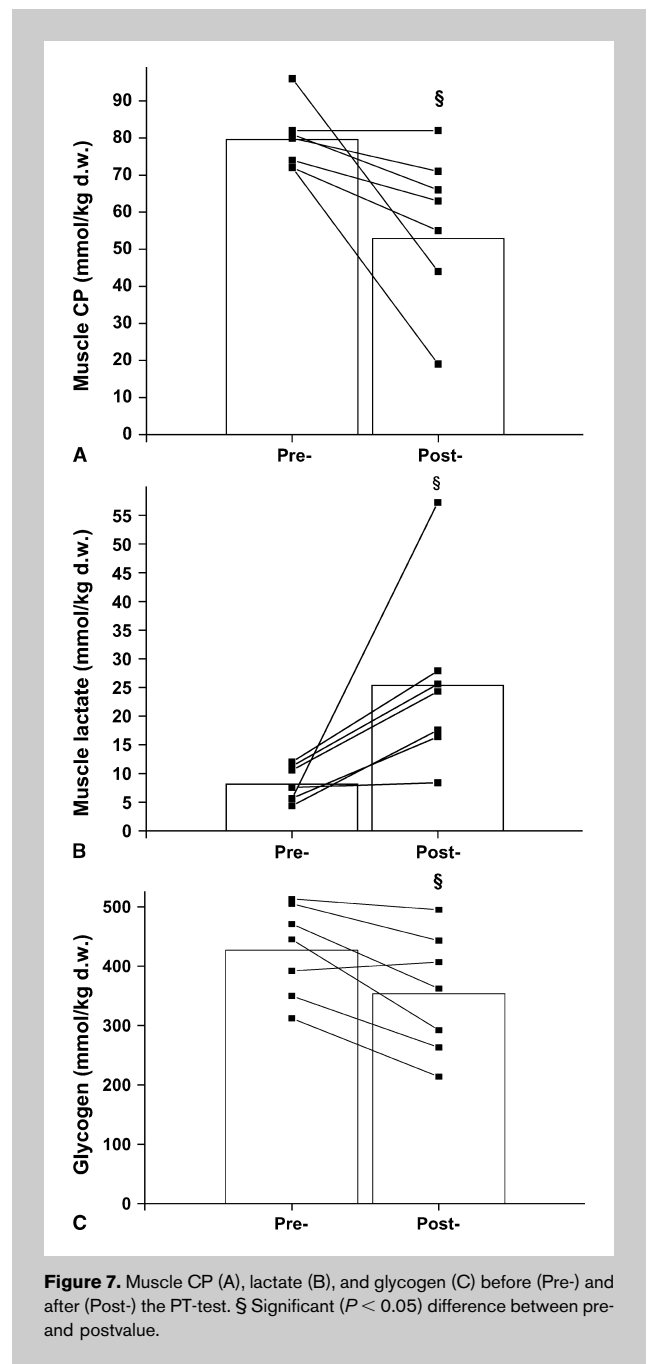 90
§
80
70
60
50
40
30
20
10
0
Muscle CP (mmol/kg d.w.)
A
Pre-
Post-
§
55
50
45
40
35
30
25
20
15
10
5
0
Muscle lactate (mmol/kg d.w.)
B
Pre-
Post-
§
500
400
300
200
100
0
Glycogen (mmol/kg d.w.)
C
Pre-
Post-
Figure 7. Muscle CP (A), lactate (B), and glycogen (C) before (Pre-) and
after (Post-) the PT-test. § Significant (P < 0.05) difference between pre-
and postvalue.